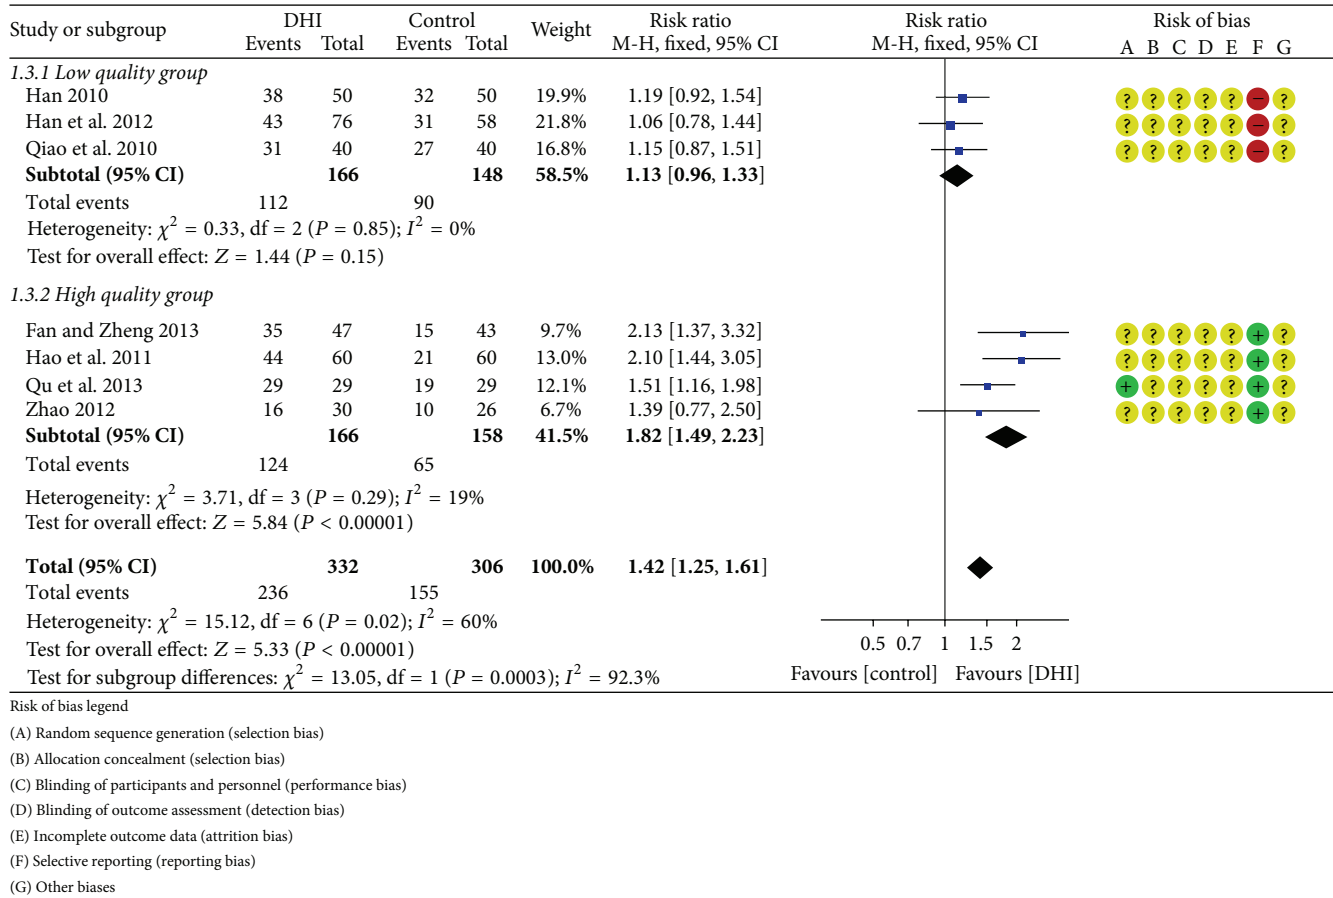 Study or subgroup DHI Control Weight Risk ratio Risk ratio Risk of bias
Events Total Events Total M-H, fixed, 95% CI M-H, fixed, 95% CI A B C D E F G
1.3.1 Low quality group
Han 2010 38 50 32 50 19.9% 1.19 [0.92, 1.54] ? ? ? ? ? − ?
Han et al. 2012 43 76 31 58 21.8% 1.06 [0.78, 1.44] ? ? ? ? ? − ?
Qiao et al. 2010 31 40 27 40 16.8% 1.15 [0.87, 1.51] ? ? ? ? ? − ?
Subtotal (95% CI) 166 148 58.5% 1.13 [0.96, 1.33]
Total events 112 90
Heterogeneity: χ² = 0.33, df = 2 (P = 0.85); I² = 0%
Test for overall effect: Z = 1.44 (P = 0.15)
1.3.2 High quality group
Fan and Zheng 2013 35 47 15 43 9.7% 2.13 [1.37, 3.32] ? ? ? ? ? + ?
Hao et al. 2011 44 60 21 60 13.0% 2.10 [1.44, 3.05] ? ? ? ? ? + ?
Qu et al. 2013 29 29 19 29 12.1% 1.51 [1.16, 1.98] + ? ? ? ? + ?
Zhao 2012 16 30 10 26 6.7% 1.39 [0.77, 2.50] ? ? ? ? ? + ?
Subtotal (95% CI) 166 158 41.5% 1.82 [1.49, 2.23]
Total events 124 65
Heterogeneity: χ² = 3.71, df = 3 (P = 0.29); I² = 19%
Test for overall effect: Z = 5.84 (P < 0.00001)
Total (95% CI) 332 306 100.0% 1.42 [1.25, 1.61]
Total events 236 155
Heterogeneity: χ² = 15.12, df = 6 (P = 0.02); I² = 60%
Test for overall effect: Z = 5.33 (P < 0.00001)
Test for subgroup differences: χ² = 13.05, df = 1 (P = 0.0003); I² = 92.3%
0.5 0.7 1 1.5 2
Favours [control] Favours [DHI]
Risk of bias legend
(A) Random sequence generation (selection bias)
(B) Allocation concealment (selection bias)
(C) Blinding of participants and personnel (performance bias)
(D) Blinding of outcome assessment (detection bias)
(E) Incomplete outcome data (attrition bias)
(F) Selective reporting (reporting bias)
(G) Other biases